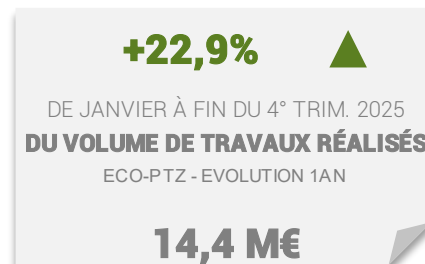 +22,9%
DE JANVIER À FIN DU 4° TRIM. 2025
DU VOLUME DE TRAVAUX RÉALISÉS
ECO-PTZ - EVOLUTION 1AN
14,4 M€